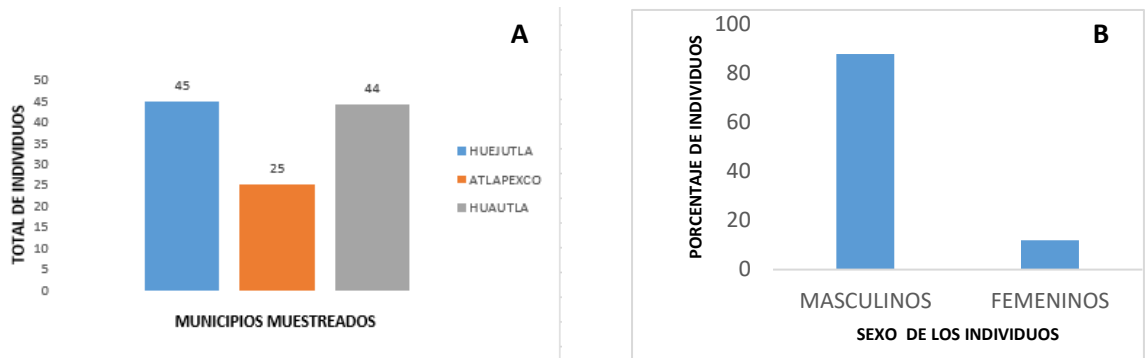 A
TOTAL DE INDIVIDUOS
50
45
40
35
30
25
20
15
10
5
0
45
25
44
HUEJUTLA
ATLAPEXCO
HUAUTLA
MUNICIPIOS MUESTREADOS
B
PORCENTAJE DE INDIVIDUOS
100
80
60
40
20
0
MASCULINOS FEMENINOS
SEXO DE LOS INDIVIDUOS